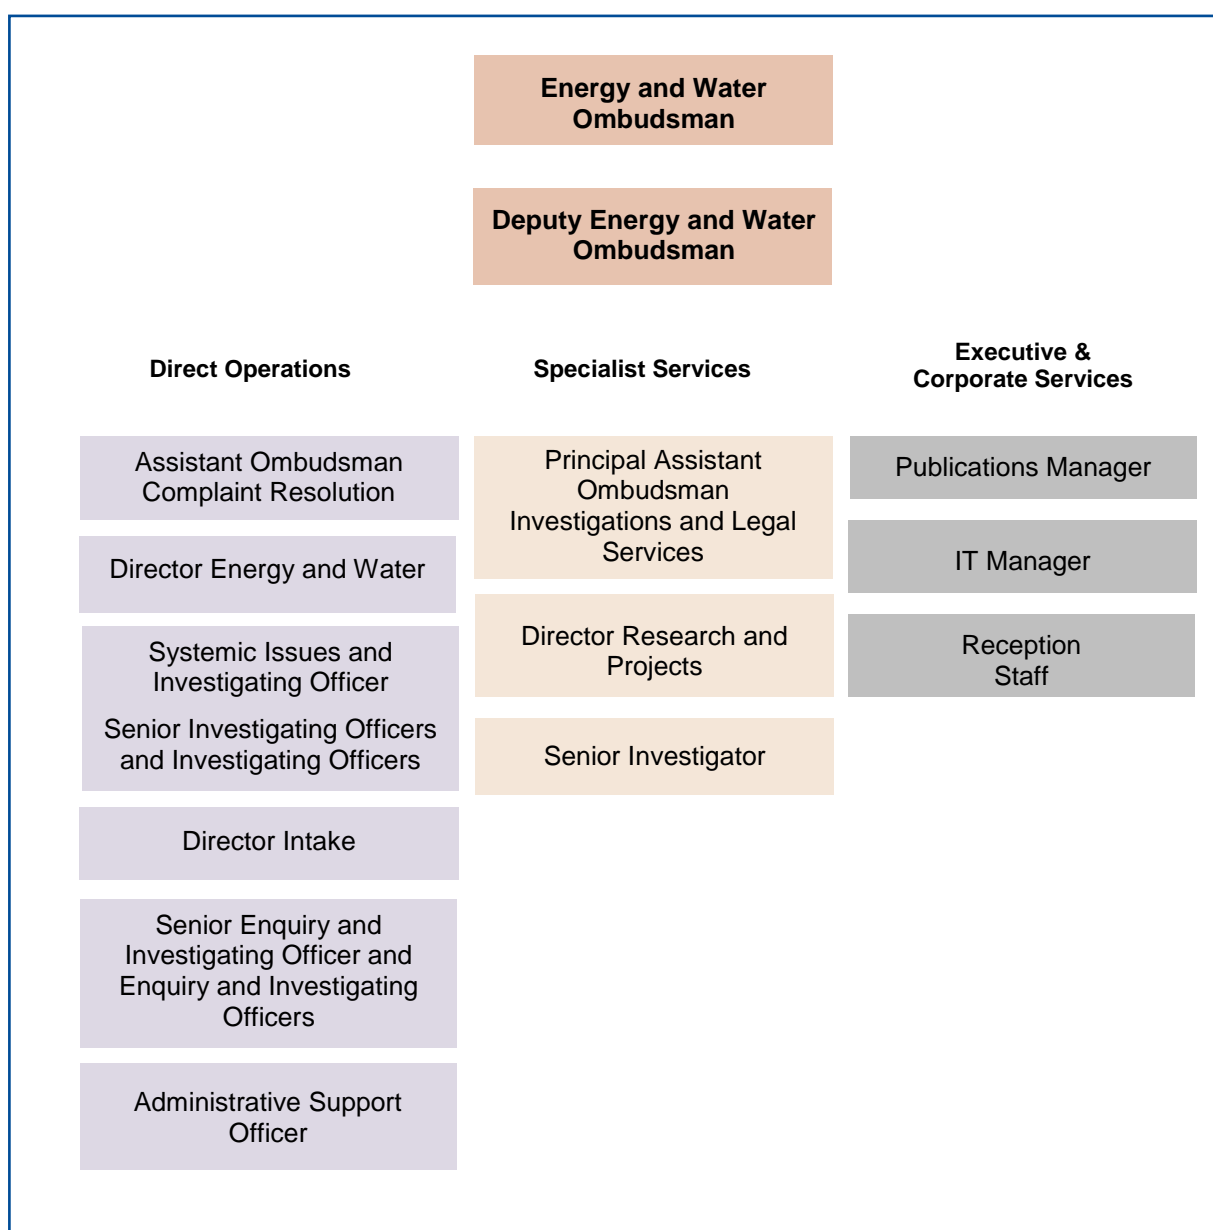 Energy and Water
Ombudsman
Deputy Energy and Water
Ombudsman
Direct Operations
Assistant Ombudsman
Complaint Resolution
Director Energy and Water
Systemic Issues and
Investigating Officer
Senior Investigating Officers
and Investigating Officers
Director Intake
Senior Enquiry and
Investigating Officer and
Enquiry and Investigating
Officers
Administrative Support
Officer
Specialist Services
Principal Assistant
Ombudsman
Investigations and Legal
Services
Director Research and
Projects
Senior Investigator
Executive &
Corporate Services
Publications Manager
IT Manager
Reception
Staff